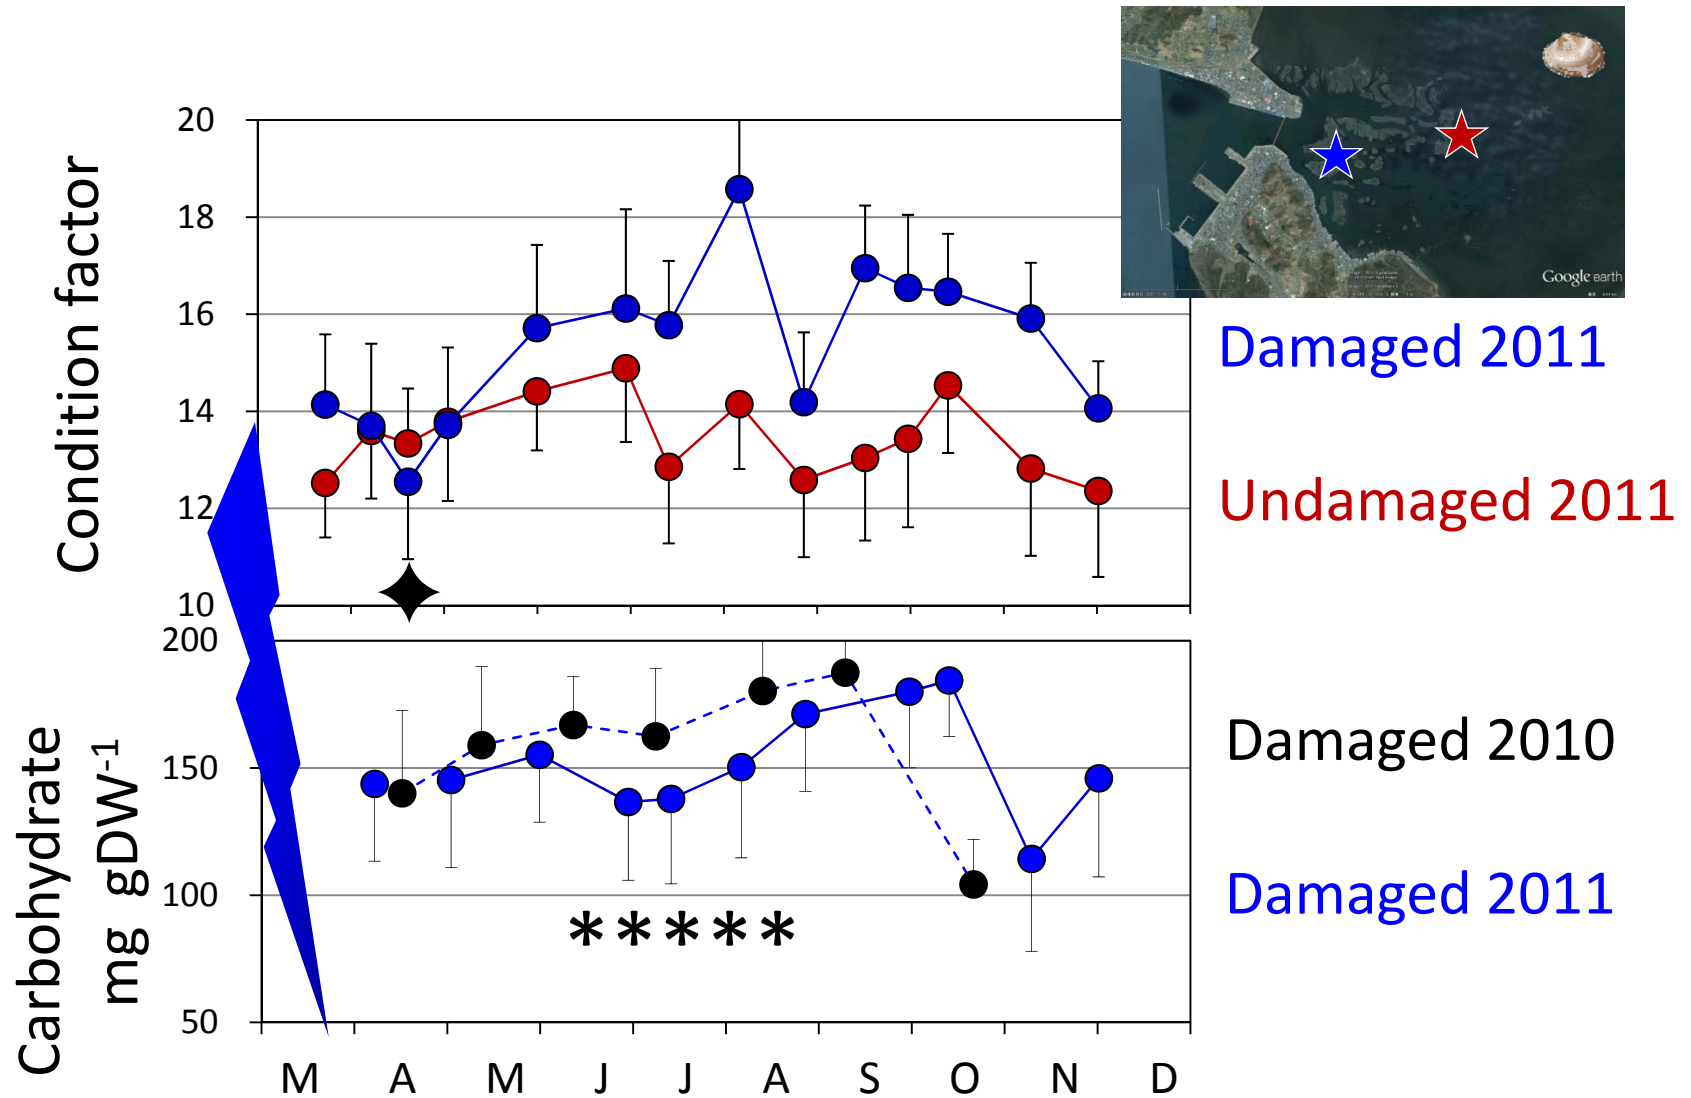 Condition factor
20
18
16
14
12
10
Google earth
Damaged 2011
Undamaged 2011
Carbohydrate
mg gDW-1
200
150
100
50
*****
Damaged 2010
Damaged 2011
M A M J J A S O N D